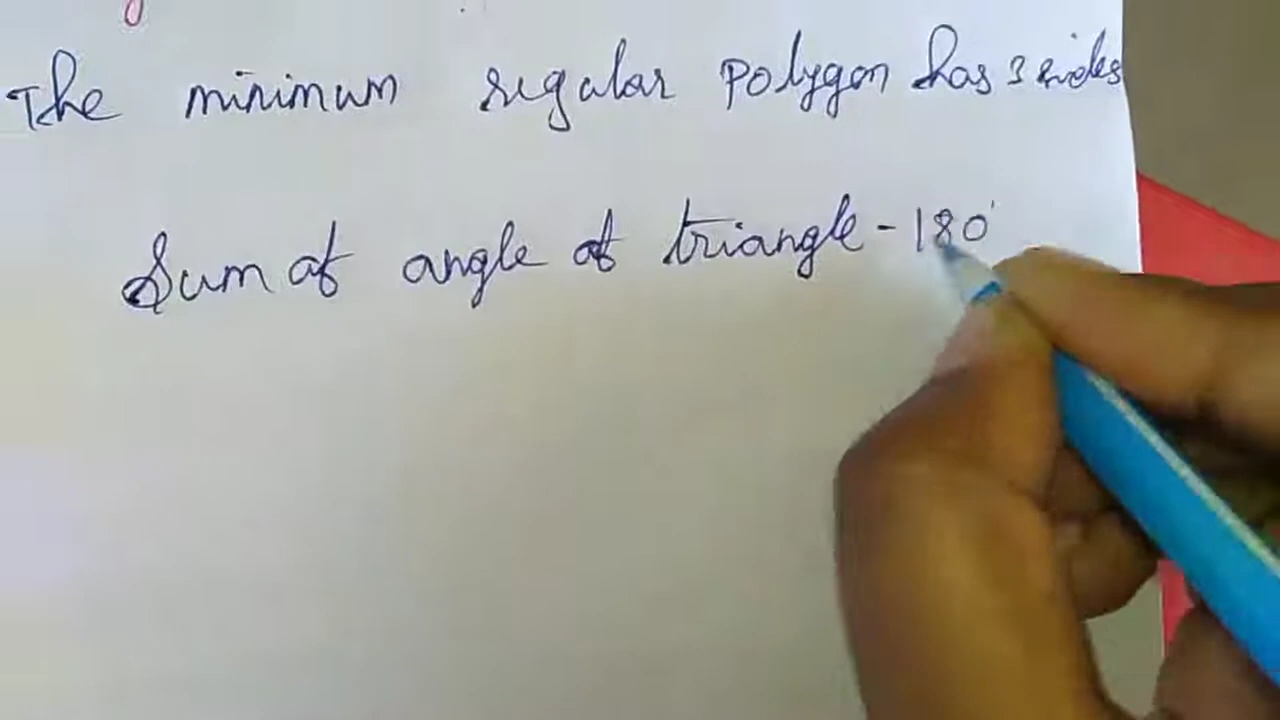 The minimum regular Polygon has 3 sides
Sum of angle of triangle - 180°